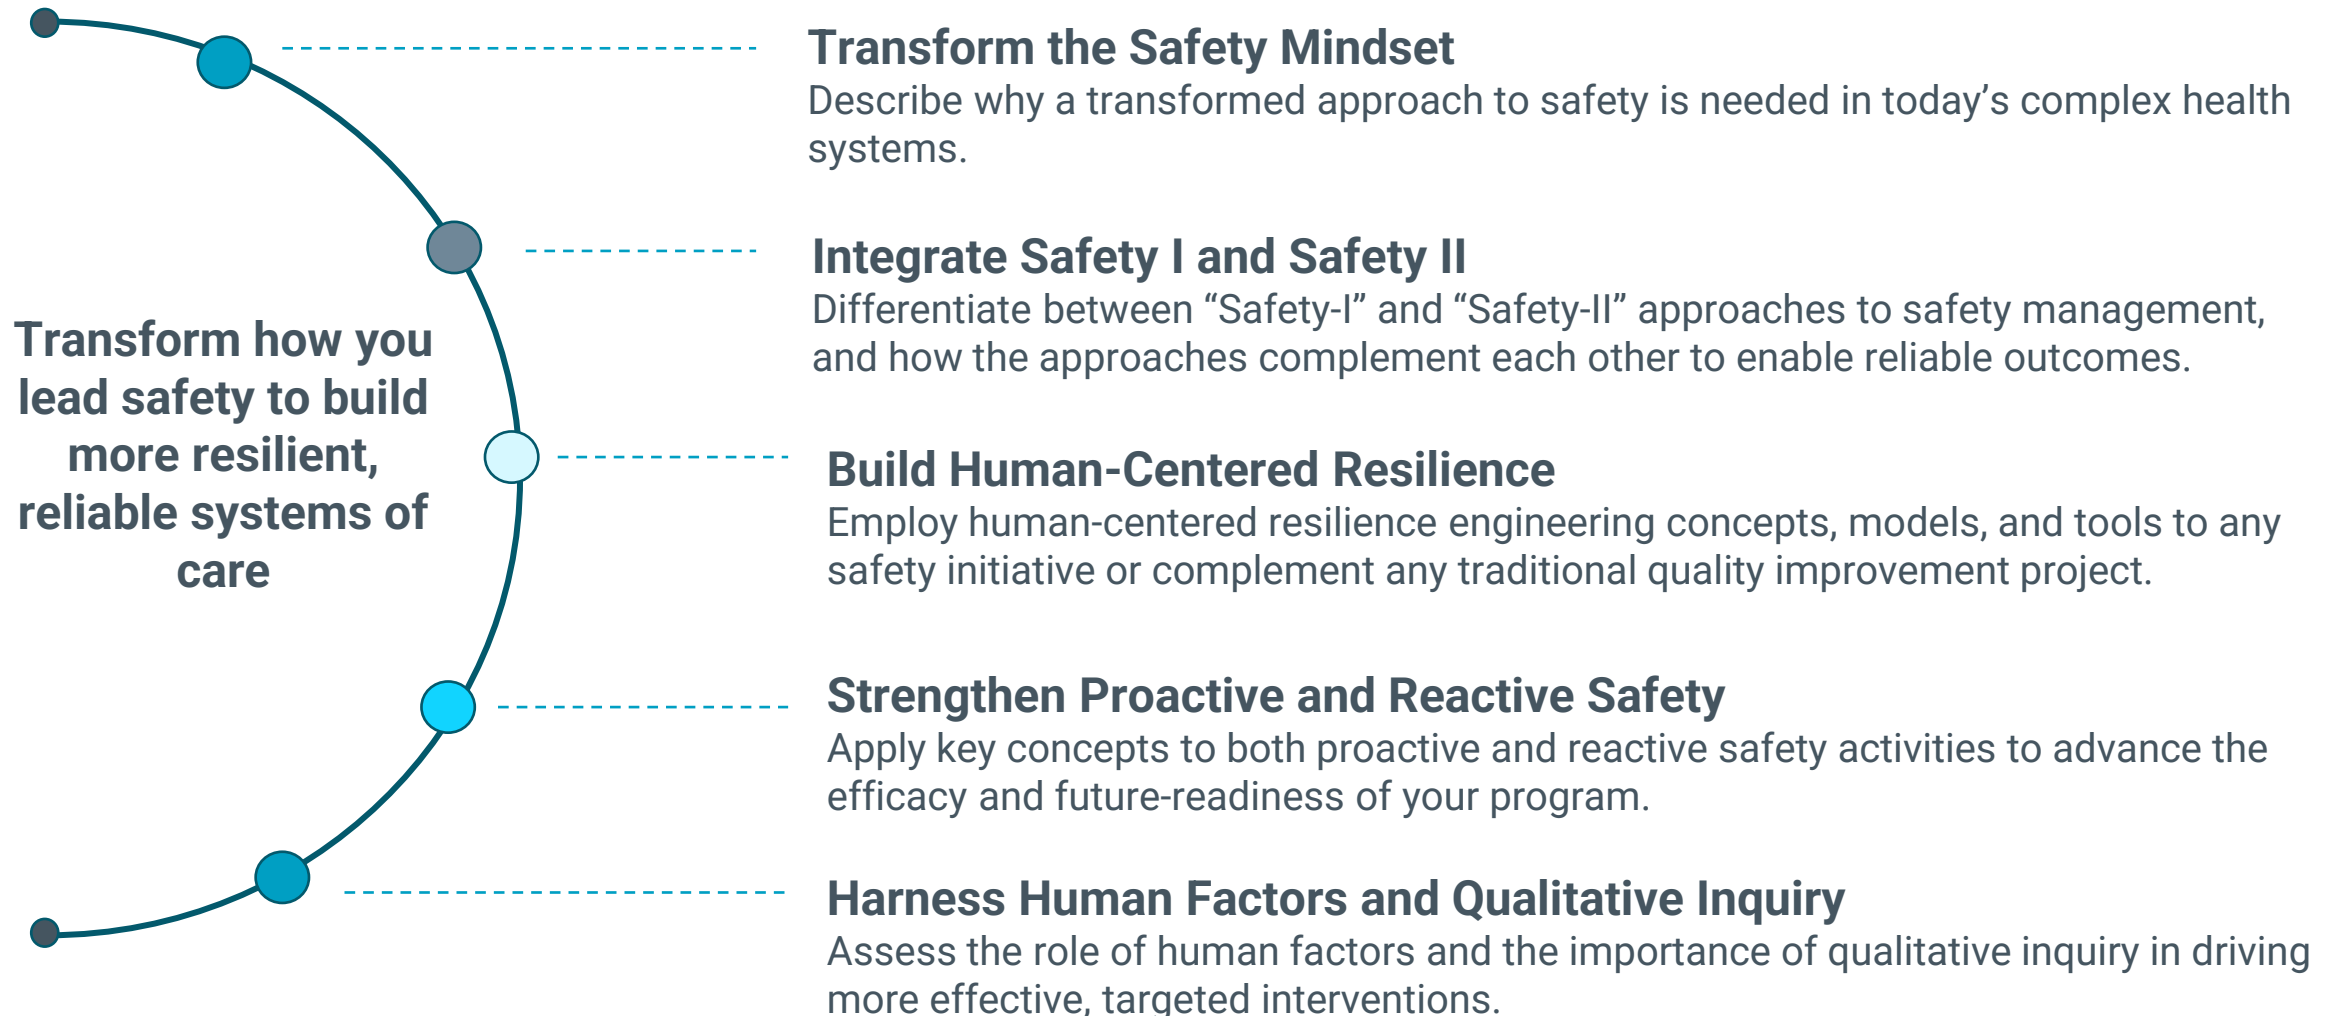 Transform how you
lead safety to build
more resilient,
reliable systems of
care
Transform the Safety Mindset
Describe why a transformed approach to safety is needed in today’s complex health
systems.
Integrate Safety I and Safety II
Differentiate between “Safety-I” and “Safety-II” approaches to safety management,
and how the approaches complement each other to enable reliable outcomes.
Build Human-Centered Resilience
Employ human-centered resilience engineering concepts, models, and tools to any
safety initiative or complement any traditional quality improvement project.
Strengthen Proactive and Reactive Safety
Apply key concepts to both proactive and reactive safety activities to advance the
efficacy and future-readiness of your program.
Harness Human Factors and Qualitative Inquiry
Assess the role of human factors and the importance of qualitative inquiry in driving
more effective, targeted interventions.